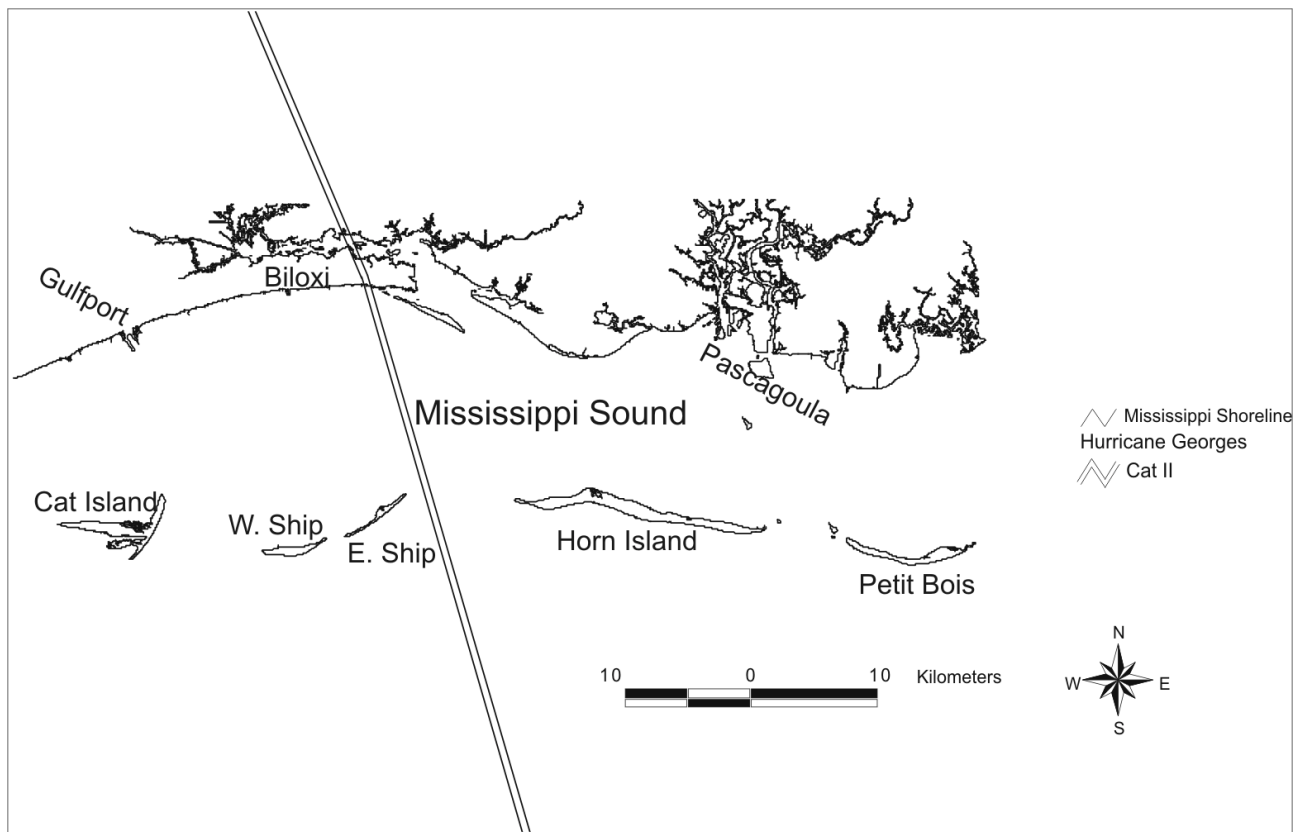 Gulfport
Biloxi
Pascagoula
Mississippi Sound
Mississippi Shoreline
Hurricane Georges
Cat II
Cat Island
W. Ship
E. Ship
Horn Island
Petit Bois
10 0 10 Kilometers
N
W E
S